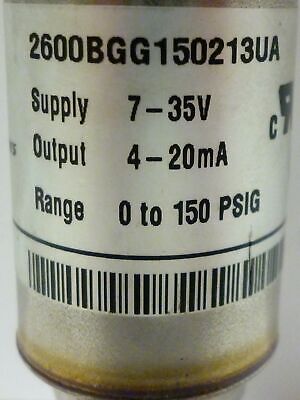 2600BGG150213UA
Supply 7-35V
Output 4-20mA
Range 0 to 150 PSIG